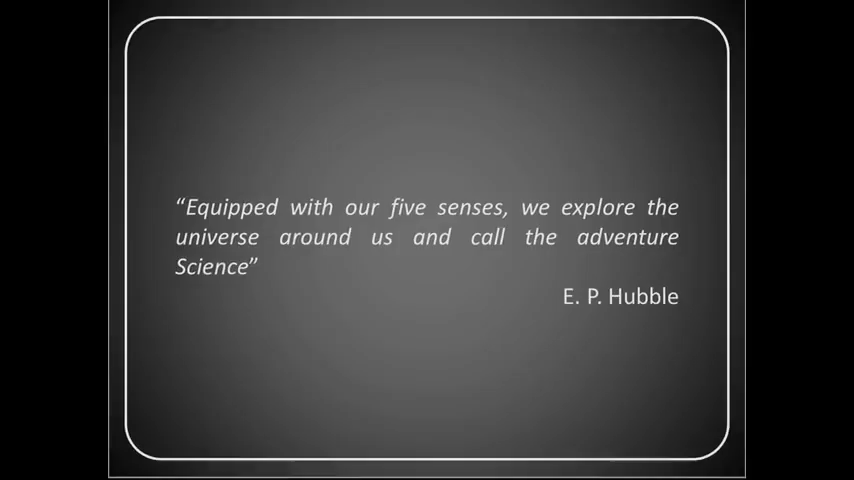 “Equipped with our five senses, we explore the
universe around us and call the adventure
Science”
E. P. Hubble